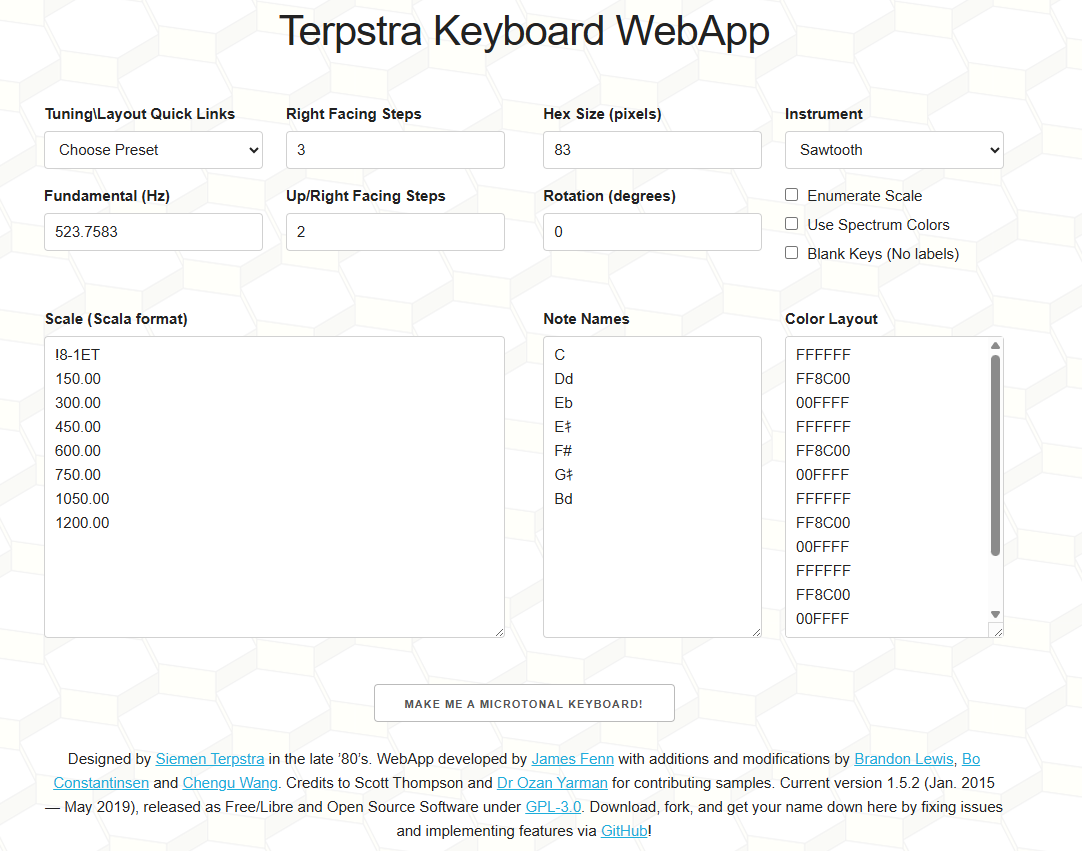 Terpstra Keyboard WebApp
Tuning\Layout Quick Links
Right Facing Steps
Hex Size (pixels)
Instrument
Choose Preset
3
83
Sawtooth
Fundamental (Hz)
Up/Right Facing Steps
Rotation (degrees)
Enumerate Scale
523.7583
2
0
Use Spectrum Colors
Blank Keys (No labels)
Scale (Scala format)
!8-1ET
150.00
300.00
450.00
600.00
750.00
1050.00
1200.00
Note Names
C
Dd
Eb
Eǂ
F#
Gǂ
Bd
Color Layout
FFFFFF
FF8C00
00FFFF
FFFFFF
FF8C00
00FFFF
FFFFFF
FF8C00
00FFFF
FFFFFF
FF8C00
00FFFF
MAKE ME A MICROTONAL KEYBOARD!
Designed by Siemen Terpstra in the late ’80’s. WebApp developed by James Fenn with additions and modifications by Brandon Lewis, Bo
Constantinsen and Chengu Wang. Credits to Scott Thompson and Dr Ozan Yarman for contributing samples. Current version 1.5.2 (Jan. 2015
— May 2019), released as Free/Libre and Open Source Software under GPL-3.0. Download, fork, and get your name down here by fixing issues
and implementing features via GitHub!